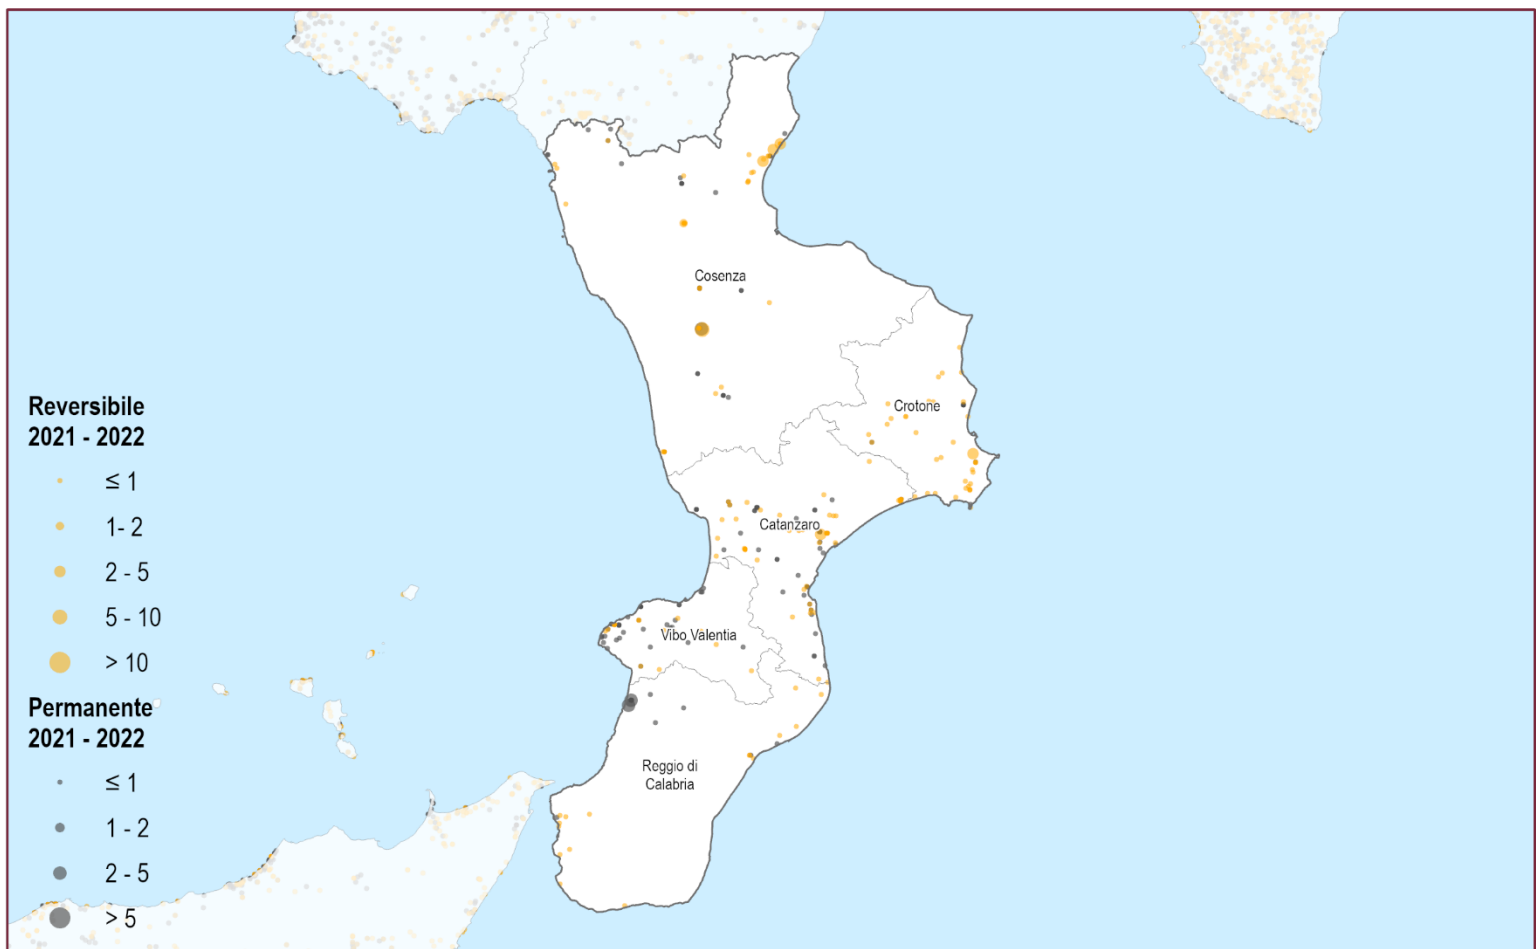 Cosenza
Crotone
Catanzaro
Vibo Valentia
Reggio di
Calabria
Reversibile
2021 - 2022
≤ 1
1- 2
2 - 5
5 - 10
> 10
Permanente
2021 - 2022
≤ 1
1 - 2
2 - 5
> 5